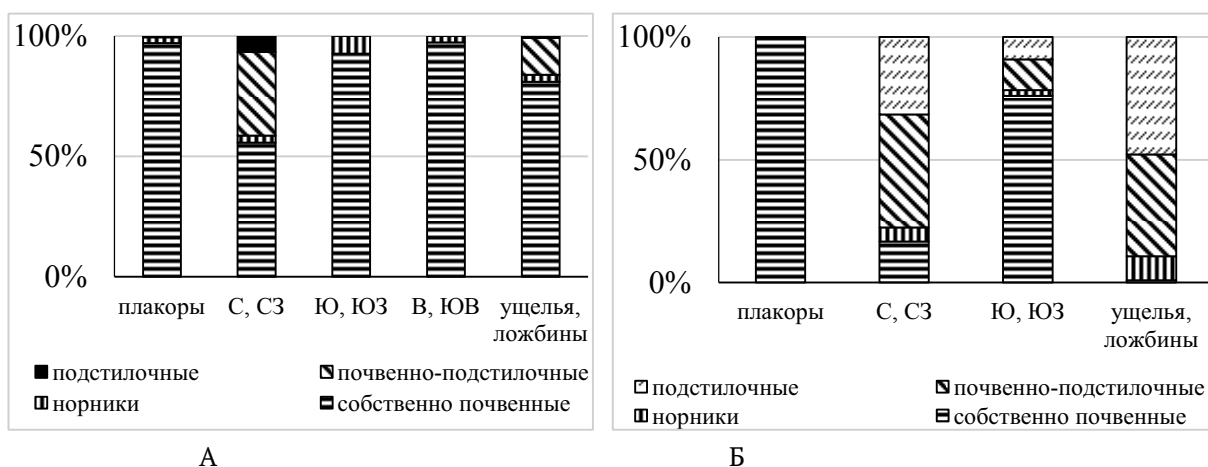 100%
50%
0%
плакоры С, СЗ Ю, ЮЗ В, ЮВ ущелья,
ложбины
подстилочные почвенно-подстилочные
норники собственно почвенные
А
100%
50%
0%
плакоры С, СЗ Ю, ЮЗ ущелья,
ложбины
подстилочные почвенно-подстилочные
норники собственно почвенные
Б